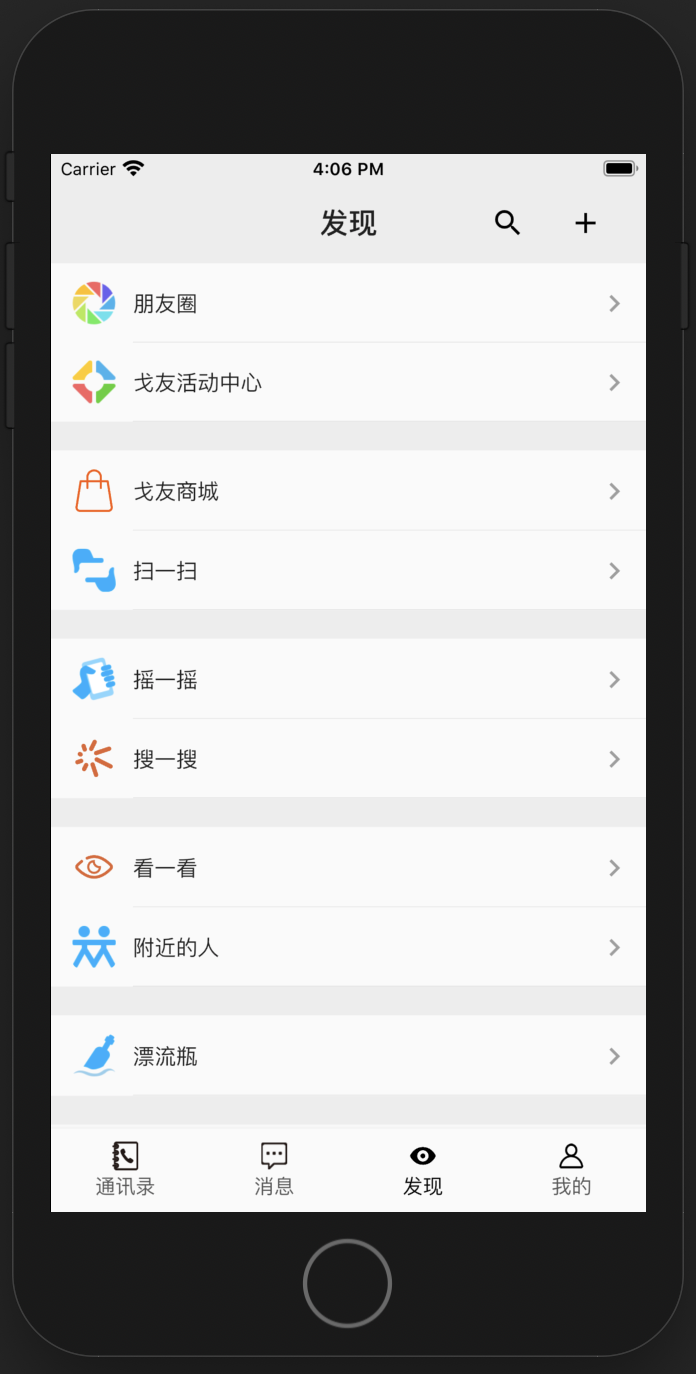 Carrier 4:06 PM
发现
朋友圈
戈友活动中心
戈友商城
扫一扫
摇一摇
搜一搜
看一看
附近的人
漂流瓶
通讯录 消息 发现 我的